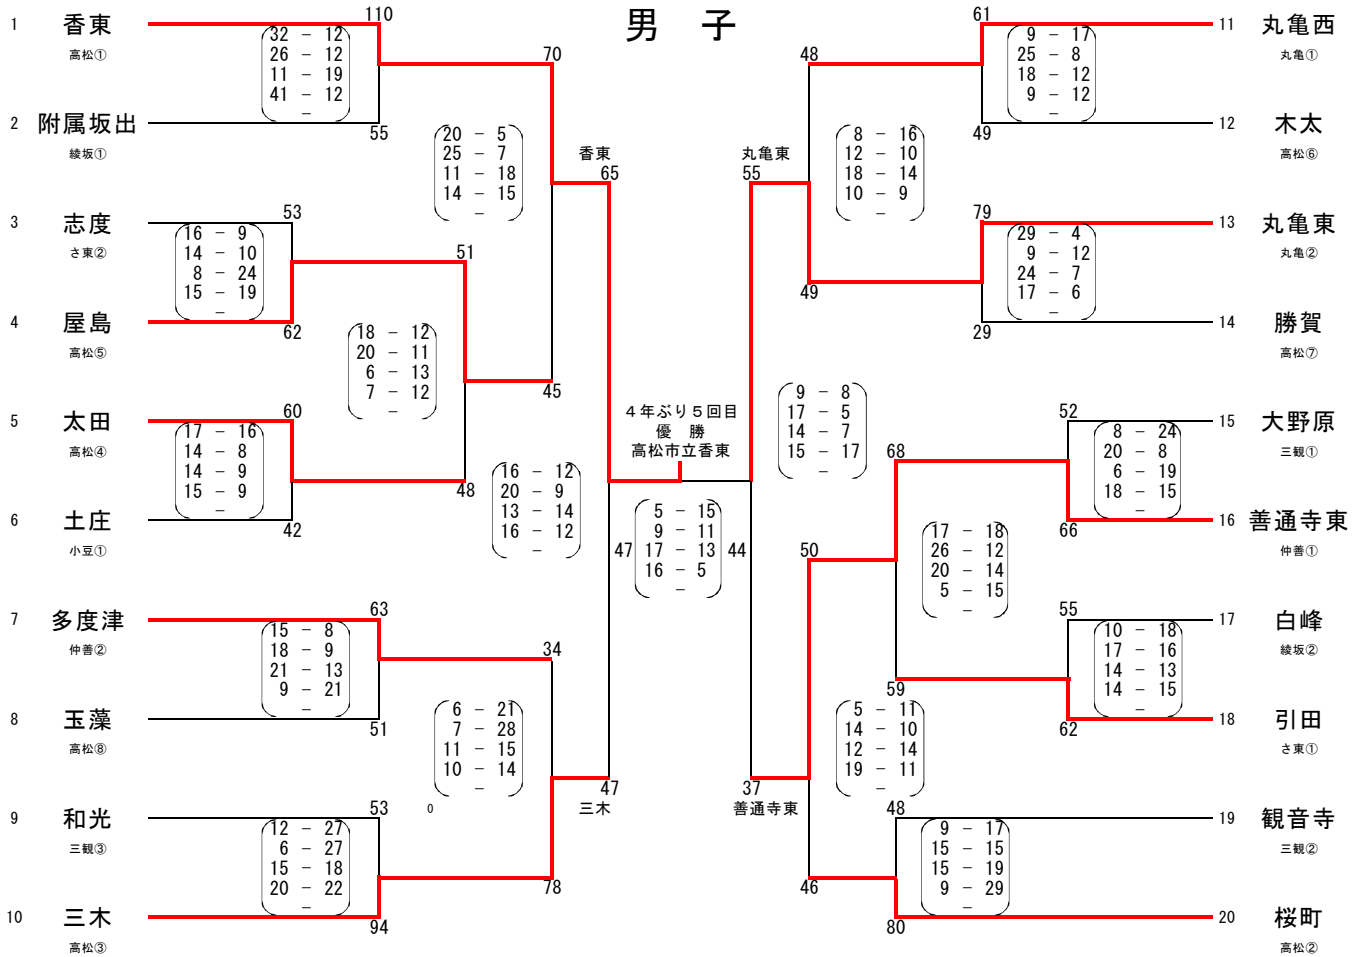 男 子
1 香東
高松①
2 附属坂出
綾坂①
110
32 - 12
26 - 12
11 - 19
41 - 12
-
55
3 志度
さ東②
4 屋島
高松⑤
53
16 - 9
14 - 10
8 - 24
15 - 19
-
62
5 太田
高松④
6 土庄
小豆①
60
17 - 16
14 - 8
14 - 9
15 - 9
-
42
51
18 - 12
20 - 11
6 - 13
7 - 12
-
48
70
20 - 5
25 - 7
11 - 18
14 - 15
-
45
7 多度津
仲善②
8 玉藻
高松⑧
63
15 - 8
18 - 9
21 - 13
9 - 21
-
51
9 和光
三観③
10 三木
高松③
53
12 - 27
6 - 27
15 - 18
20 - 22
-
94
34
6 - 21
7 - 28
11 - 15
10 - 14
-
78
0
香東
65
16 - 12
20 - 9
13 - 14
16 - 12
-
47
三木
4年ぶり5回目
優 勝
高松市立香東
47
5 - 15
9 - 11
17 - 13
16 - 5
-
44
丸亀東
55
9 - 8
17 - 5
14 - 7
15 - 17
-
37
善通寺東
48
8 - 16
12 - 10
18 - 14
10 - 9
-
49
61
9 - 17
25 - 8
18 - 12
9 - 12
-
49
11 丸亀西
丸亀①
12 木太
高松⑥
79
29 - 4
9 - 12
24 - 7
17 - 6
-
29
13 丸亀東
丸亀②
14 勝賀
高松⑦
50
5 - 11
14 - 10
12 - 14
19 - 11
-
46
68
17 - 18
26 - 12
20 - 14
5 - 15
-
59
52
8 - 24
20 - 8
6 - 19
18 - 15
-
66
15 大野原
三観①
16 善通寺東
仲善①
55
10 - 18
17 - 16
14 - 13
14 - 15
-
62
17 白峰
綾坂②
18 引田
さ東①
48
9 - 17
15 - 15
15 - 19
9 - 29
-
80
19 観音寺
三観②
20 桜町
高松②